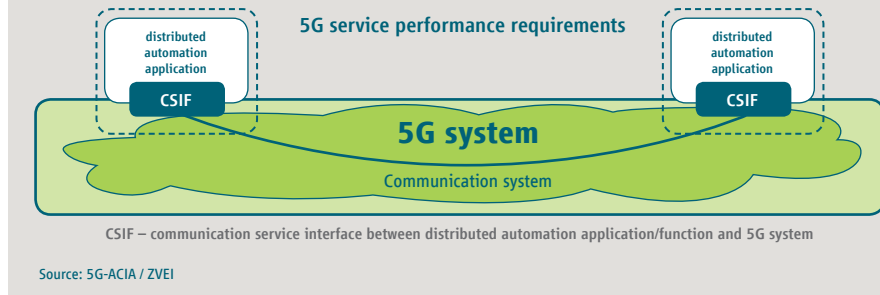 5G service performance requirements
distributed
automation
application
CSIF
distributed
automation
application
CSIF
5G system
Communication system
CSIF – communication service interface between distributed automation application/function and 5G system
Source: 5G-ACIA / ZVEI